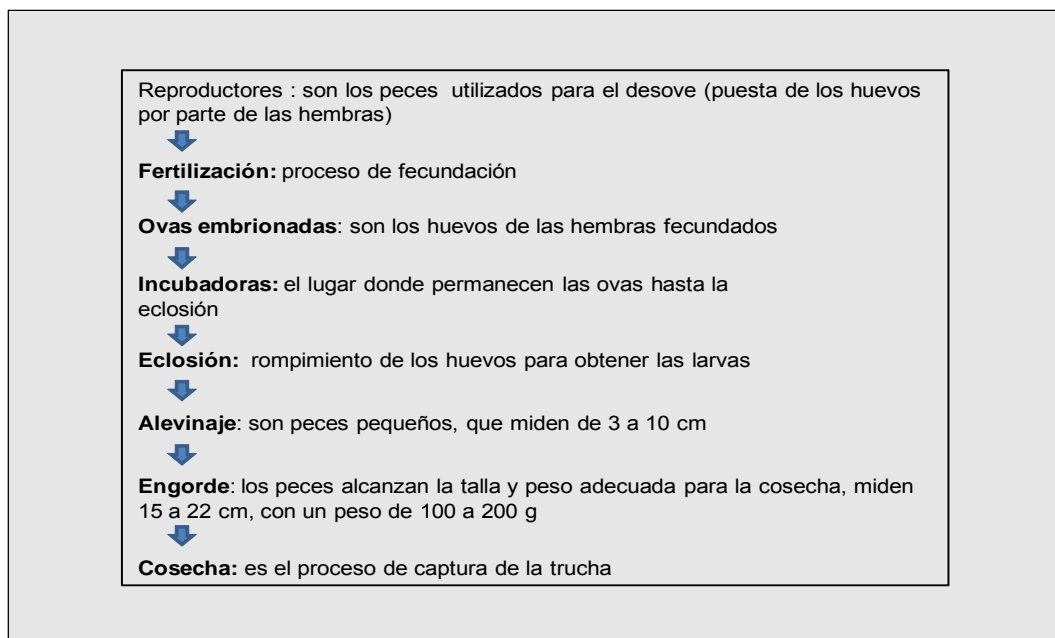 Reproductores : son los peces utilizados para el desove (puesta de los huevos
por parte de las hembras)
Fertilización: proceso de fecundación
Ovas embrionadas: son los huevos de las hembras fecundados
Incubadoras: el lugar donde permanecen las ovas hasta la
eclosión
Eclosión: rompimiento de los huevos para obtener las larvas
Alevinaje: son peces pequeños, que miden de 3 a 10 cm
Engorde: los peces alcanzan la talla y peso adecuada para la cosecha, miden
15 a 22 cm, con un peso de 100 a 200 g
Cosecha: es el proceso de captura de la trucha